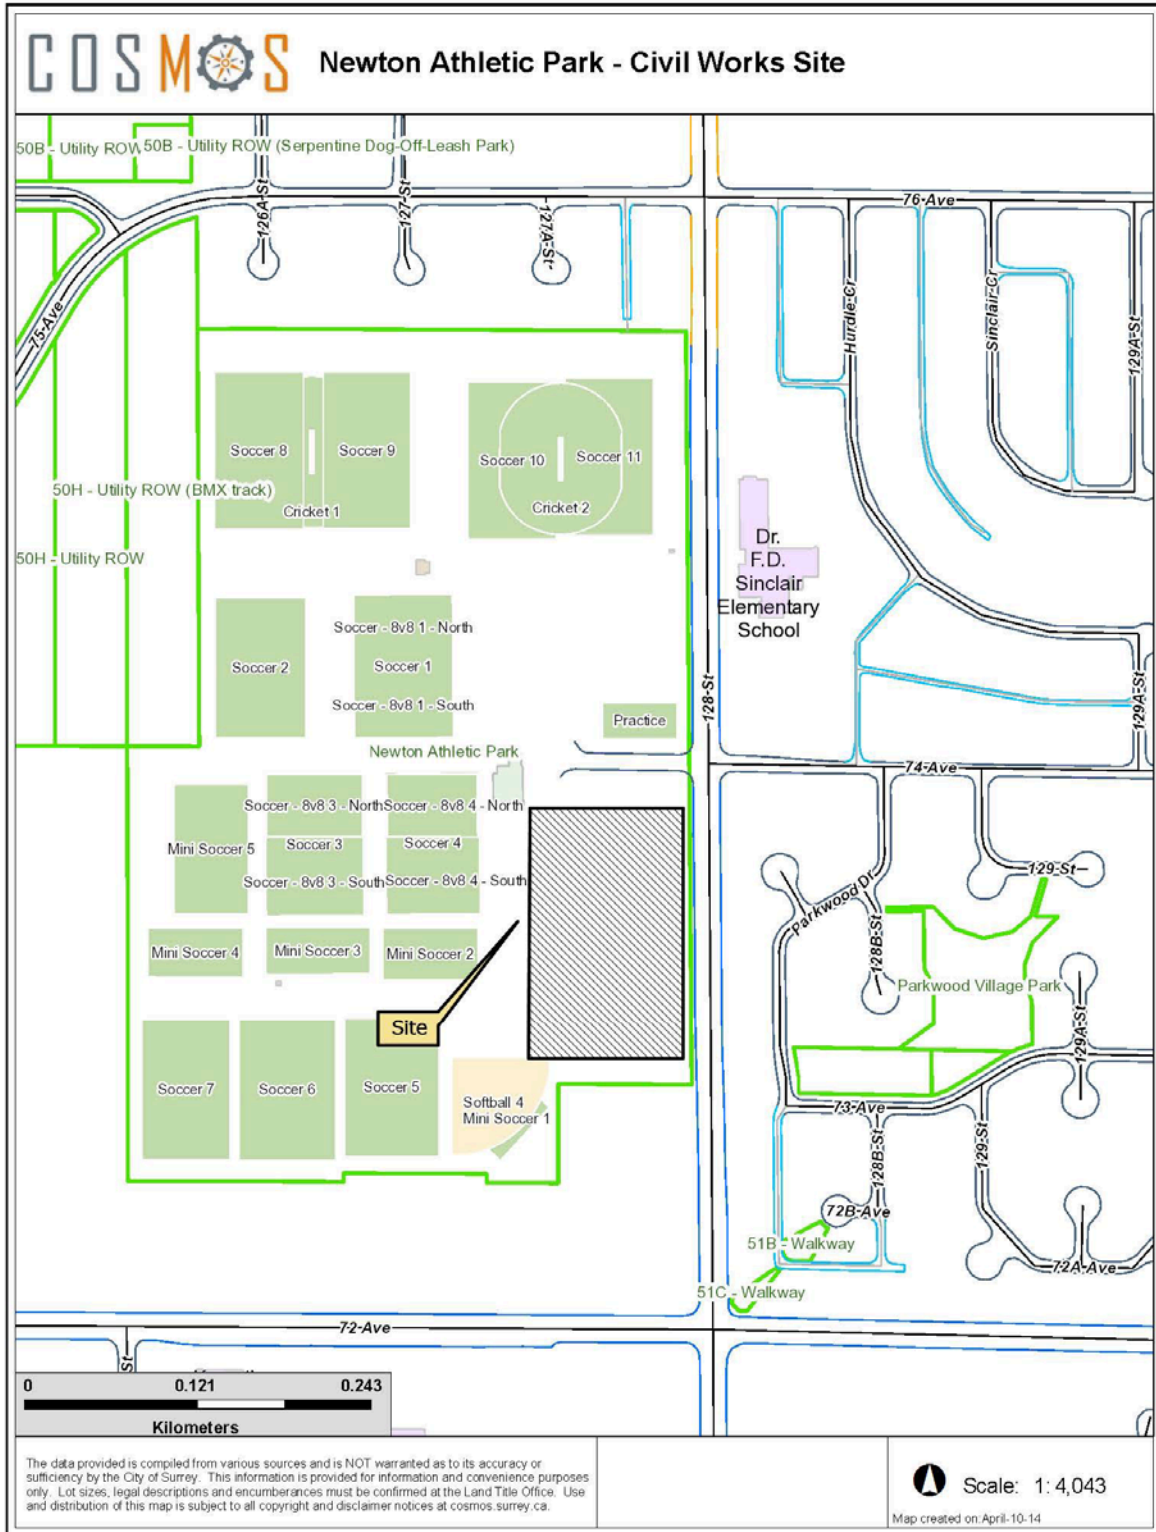 COSMOS
Newton Athletic Park - Civil Works Site
50B - Utility ROW
50B - Utility ROW (Serpentine Dog-Off-Leash Park)
126A-St
127-St
127A-St
76-Ave
75-Ave
Hurdle-Cr
Sinclair-Cr
129A-St
Soccer 8
Soccer 9
Soccer 10
Soccer 11
50H - Utility ROW (BMX track)
Cricket 1
Cricket 2
50H - Utility ROW
Dr.
F.D.
Sinclair
Elementary
School
Soccer - 8v8 1 - North
Soccer 2
Soccer 1
Soccer - 8v8 1 - South
128-St
129A-St
Practice
Newton Athletic Park
74-Ave
Soccer - 8v8 3 - North
Soccer - 8v8 4 - North
Mini Soccer 5
Soccer 3
Soccer 4
Soccer - 8v8 3 - South
Soccer - 8v8 4 - South
129-St
Parkwood Dr
128B-St
Mini Soccer 4
Mini Soccer 3
Mini Soccer 2
Parkwood Village Park
Site
129A-St
Soccer 7
Soccer 6
Soccer 5
Softball 4
Mini Soccer 1
73-Ave
128B-St
129-St
72B-Ave
51B - Walkway
72A-Ave
51C - Walkway
72-Ave
St
0
0.121
0.243
Kilometers
The data provided is compiled from various sources and is NOT warranted as to its accuracy or
sufficiency by the City of Surrey. This information is provided for information and convenience purposes
only. Lot sizes, legal descriptions and encumberances must be confirmed at the Land Title Office. Use
and distribution of this map is subject to all copyright and disclaimer notices at cosmos.surrey.ca.
Scale: 1: 4,043
Map created on: April-10-14